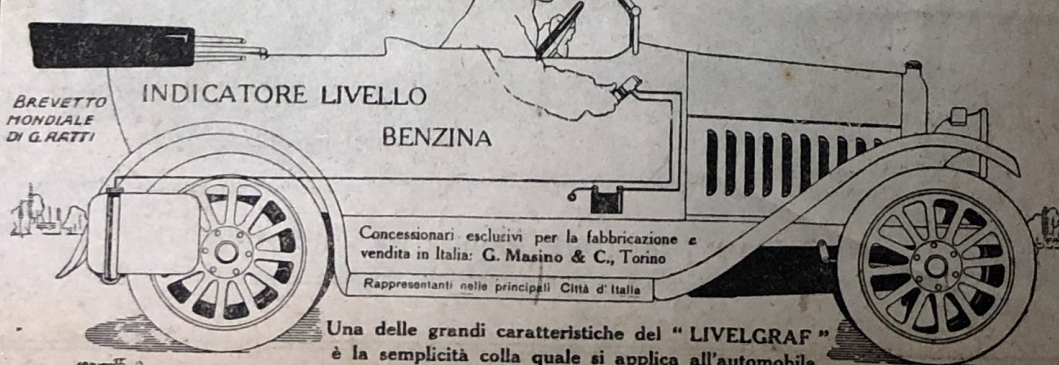 INDICATORE LIVELLO
BENZINA
BREVETTO
MONDIALE
DI G. RATTI
Concessionari esclutivi per la fabbricazione e
vendita in Italia: G. Masino & C., Torino
Rappresentanti nelle principali Città d'Italia
Una delle grandi caratteristiche del “ LIVELGRAF ”
è la semplicità colla quale si applica all'automobile